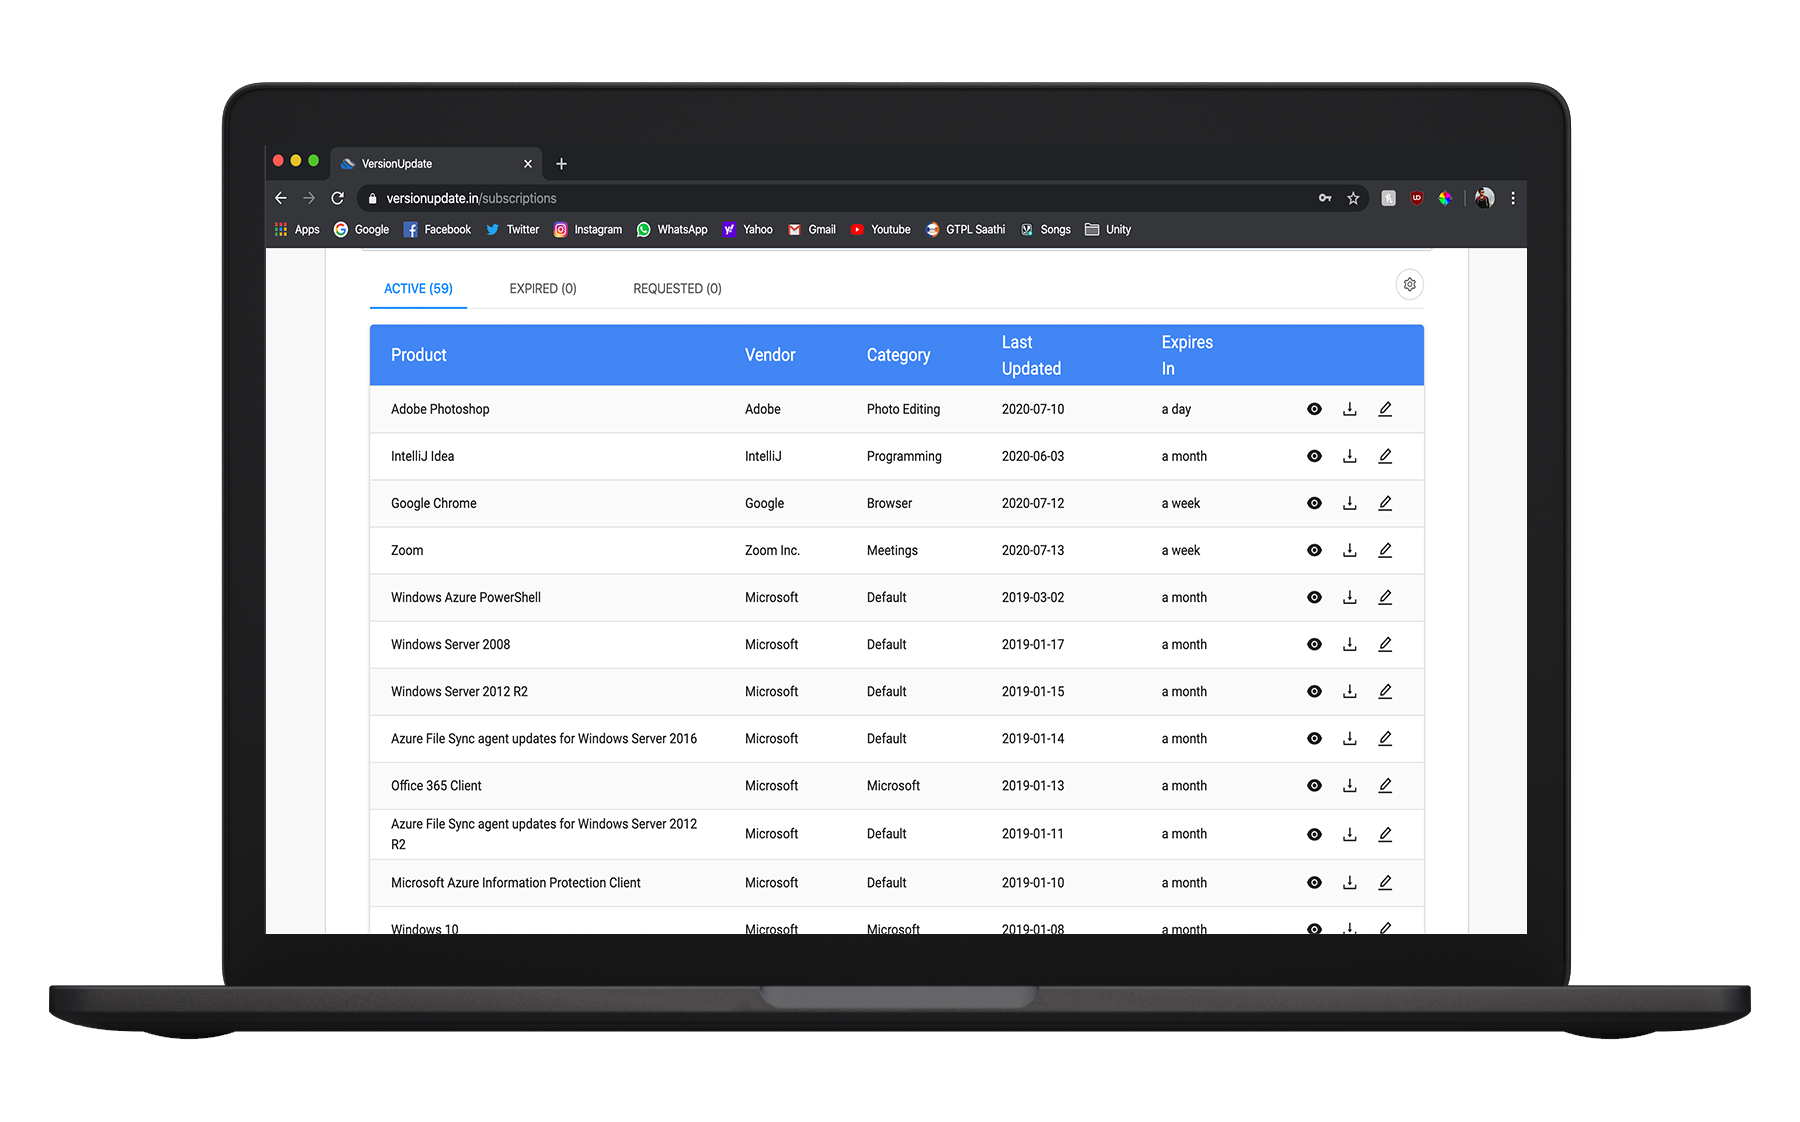 VersionUpdate
versionupdate.in/subscriptions
Apps Google Facebook Twitter Instagram WhatsApp Yahoo Gmail Youtube GTPL Saathi Songs Unity
ACTIVE (59) EXPIRED (0) REQUESTED (0)
Product Vendor Category Last Updated Expires In
Adobe Photoshop Adobe Photo Editing 2020-07-10 a day
IntelliJ Idea IntelliJ Programming 2020-06-03 a month
Google Chrome Google Browser 2020-07-12 a week
Zoom Zoom Inc. Meetings 2020-07-13 a week
Windows Azure PowerShell Microsoft Default 2019-03-02 a month
Windows Server 2008 Microsoft Default 2019-01-17 a month
Windows Server 2012 R2 Microsoft Default 2019-01-15 a month
Azure File Sync agent updates for Windows Server 2016 Microsoft Default 2019-01-14 a month
Office 365 Client Microsoft Microsoft 2019-01-13 a month
Azure File Sync agent updates for Windows Server 2012 R2 Microsoft Default 2019-01-11 a month
Microsoft Azure Information Protection Client Microsoft Default 2019-01-10 a month
Windows 10 Microsoft Microsoft 2019-01-08 a month